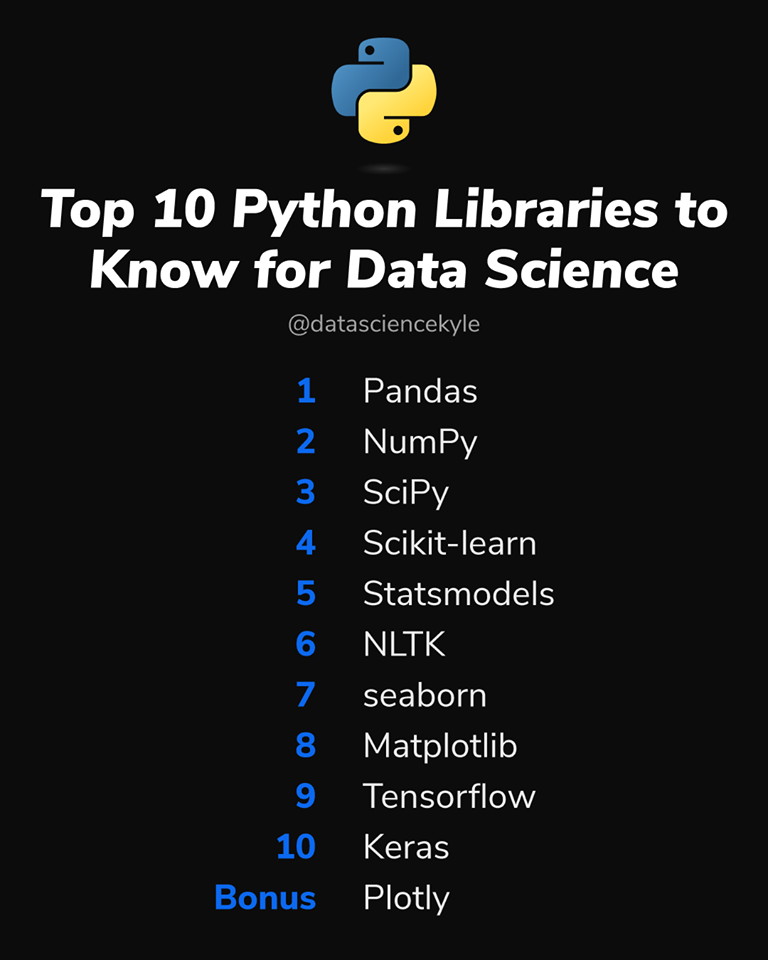 Top 10 Python Libraries to
Know for Data Science
@datasciencekyle
1 Pandas
2 NumPy
3 SciPy
4 Scikit-learn
5 Statsmodels
6 NLTK
7 seaborn
8 Matplotlib
9 Tensorflow
10 Keras
Bonus Plotly